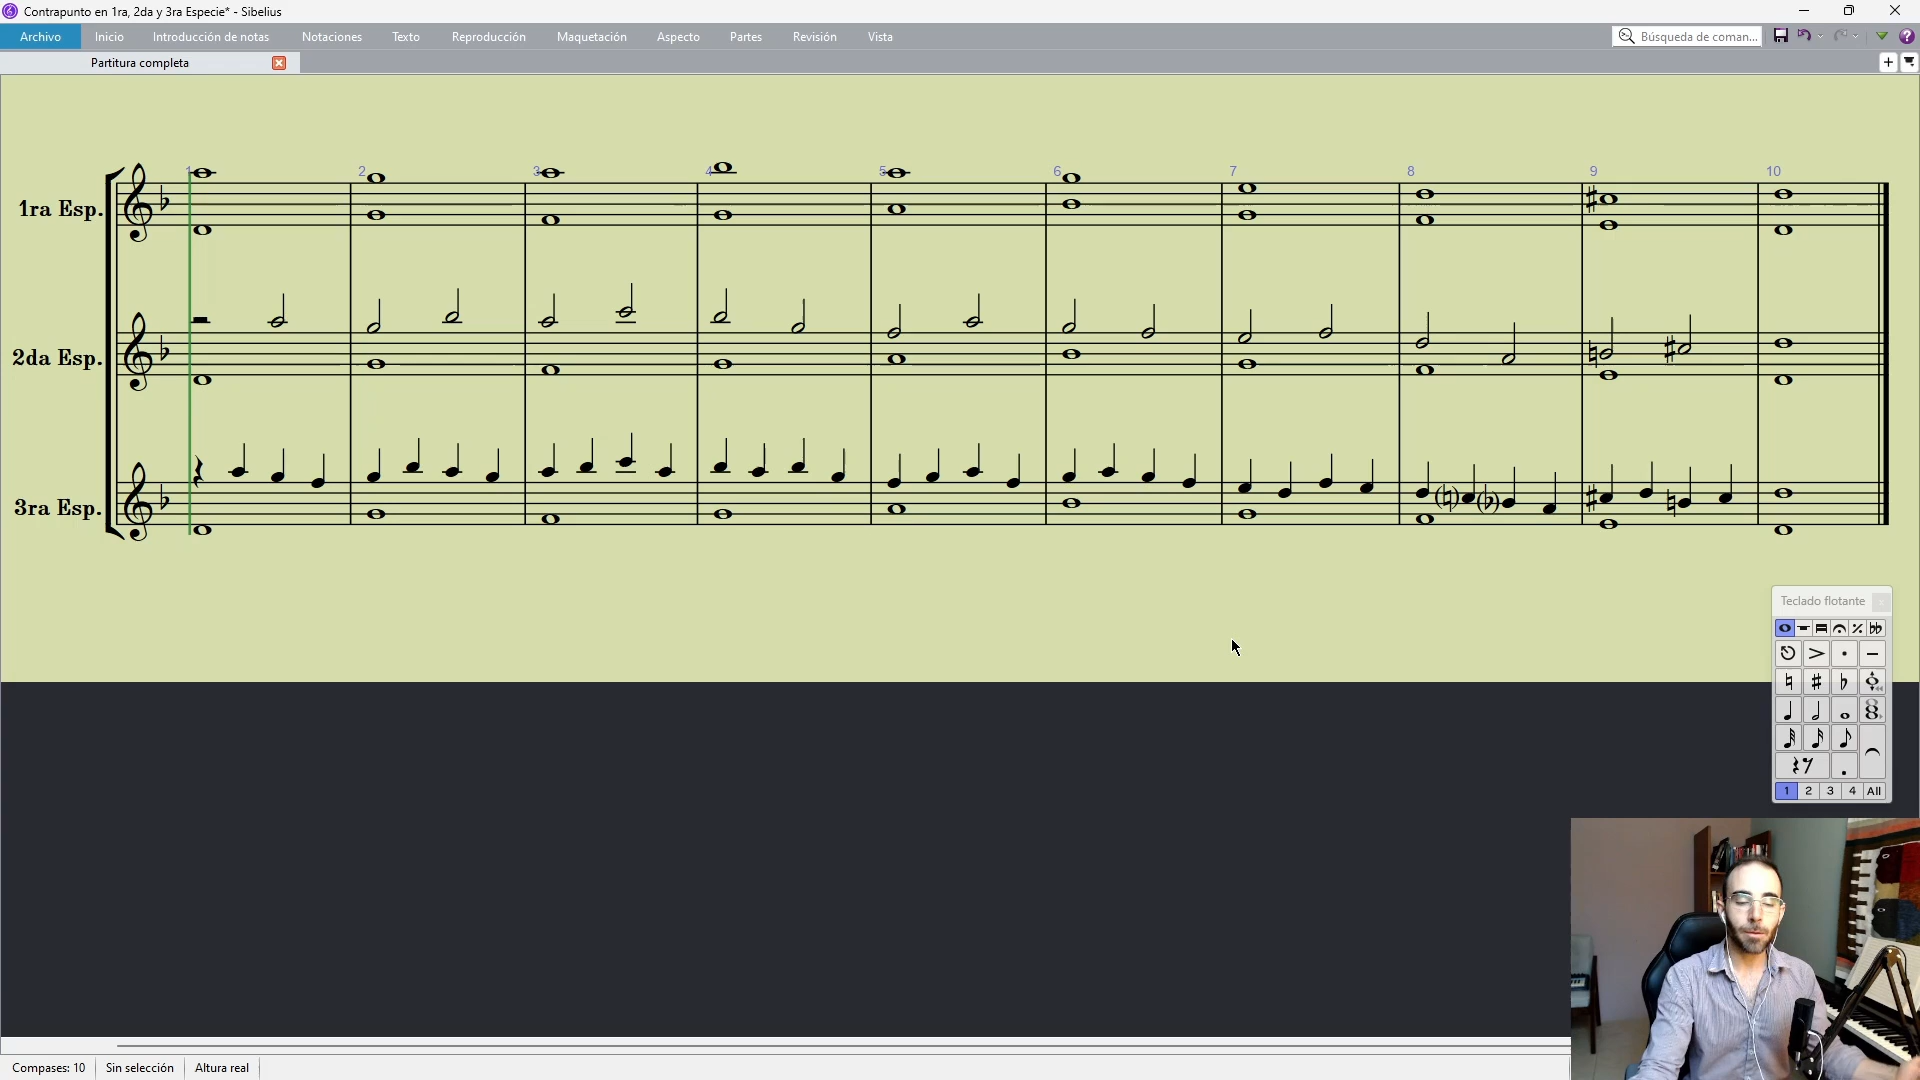 Contrapunto en 1ra, 2da y 3ra Especie* - Sibelius
Archivo Inicio Introducción de notas Notaciones Texto Reproducción Maquetación Aspecto Partes Revisión Vista Búsqueda de coman...
Partitura completa
1 2 3 4 5 6 7 8 9 10
1ra Esp.
2da Esp.
3ra Esp.
Teclado flotante
1 2 3 4 All
Compases: 10 Sin selección Altura real